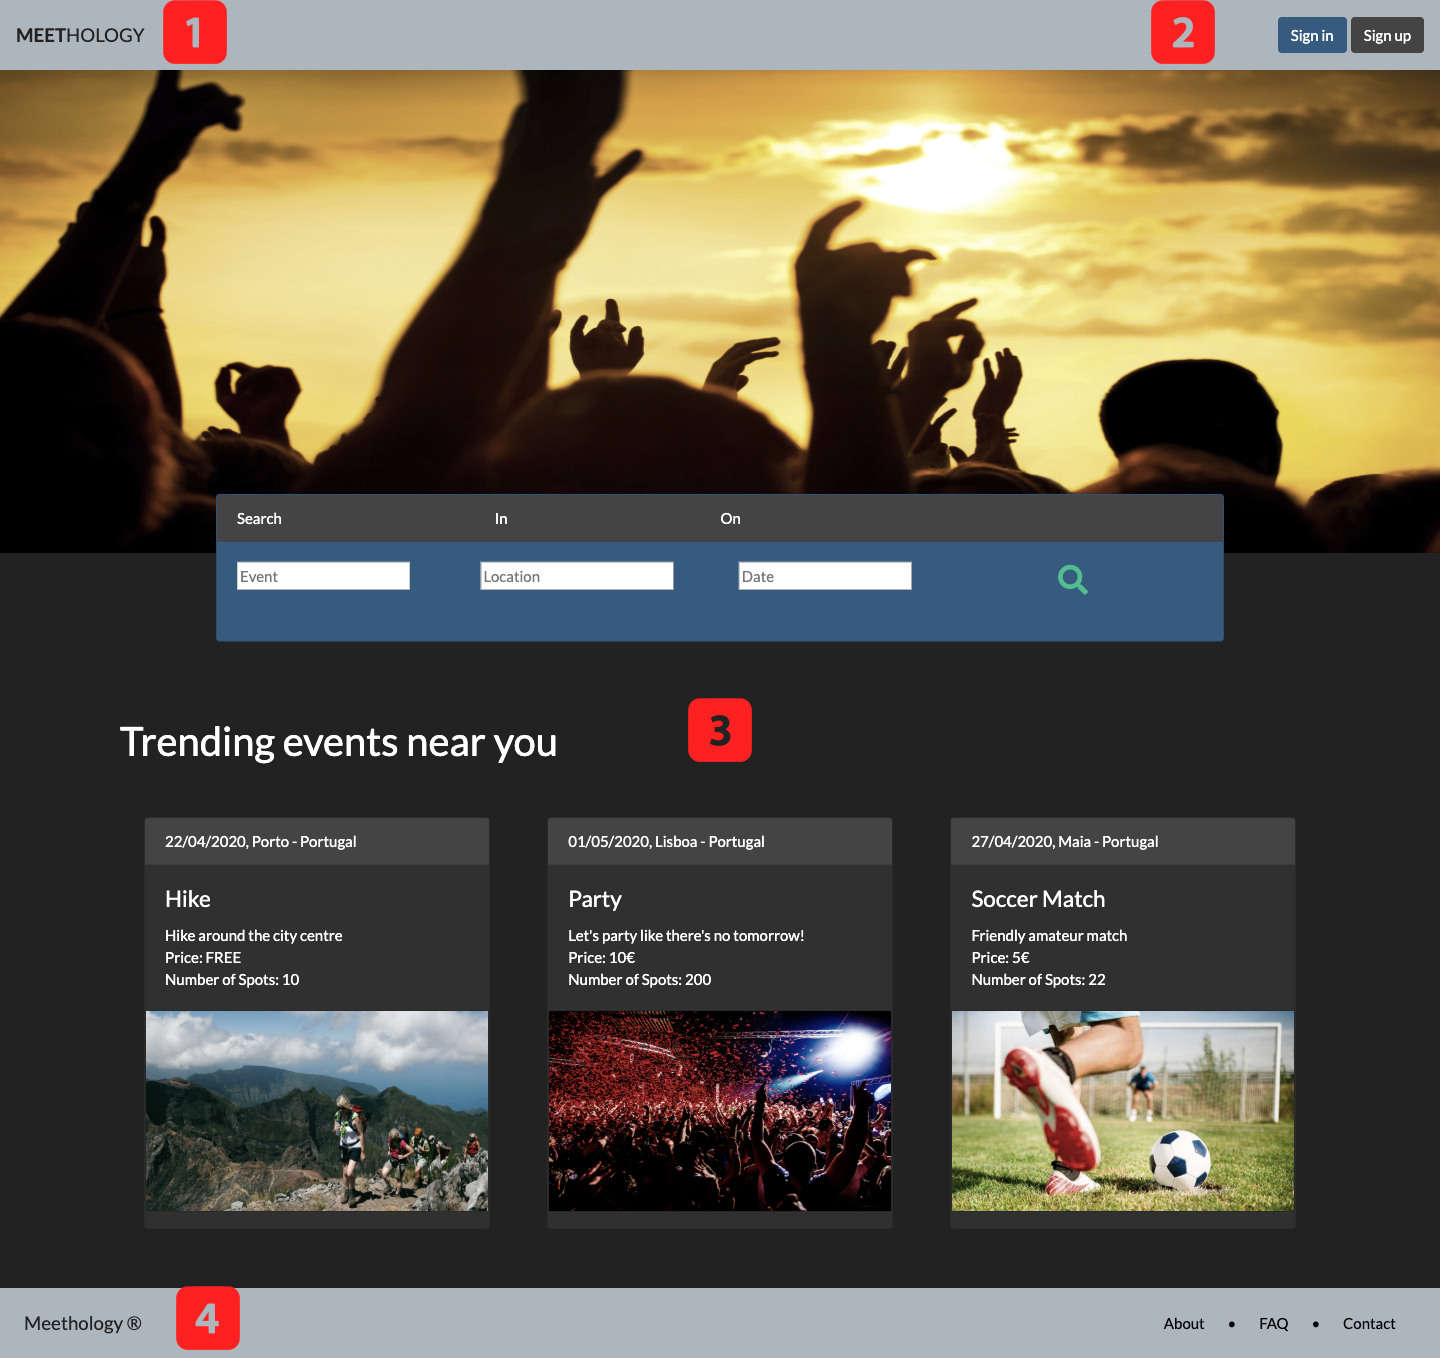 MEETHOLOGY 1 2 Sign in Sign up
Search In On
Event Location Date
3
Trending events near you
22/04/2020, Porto - Portugal
Hike
Hike around the city centre
Price: FREE
Number of Spots: 10
01/05/2020, Lisboa - Portugal
Party
Let's party like there's no tomorrow!
Price: 10€
Number of Spots: 200
27/04/2020, Maia - Portugal
Soccer Match
Friendly amateur match
Price: 5€
Number of Spots: 22
Meethology ® 4 About • FAQ • Contact